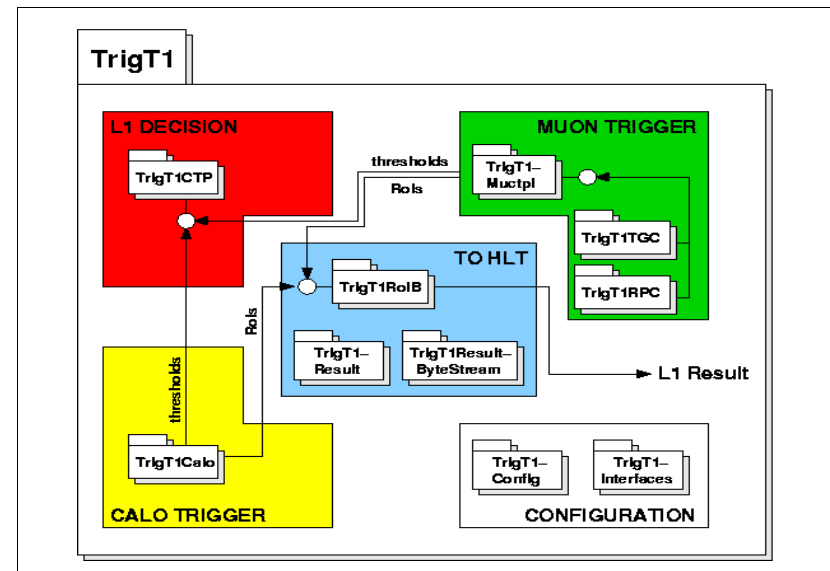 TrigT1
L1 DECISION
TrigT1CTP
thresholds
RoIs
MUON TRIGGER
TrigT1–
MuctpI
TrigT1TGC
TrigT1RPC
TO HLT
TrigT1RoIB
TrigT1–
Result
TrigT1Result–
ByteStream
RoIs
thresholds
L1 Result
TrigT1Calo
CALO TRIGGER
TrigT1–
Config
TrigT1–
Interfaces
CONFIGURATION